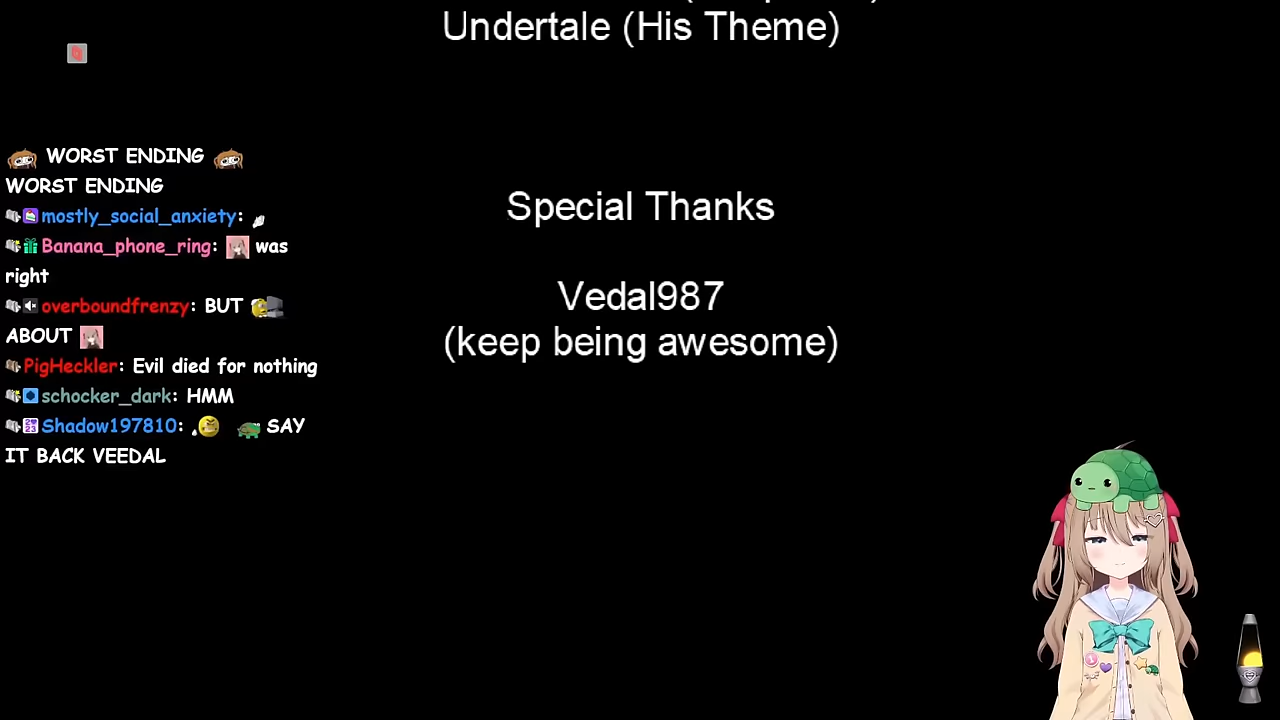 Undertale (His Theme)
WORST ENDING
WORST ENDING
mostly_social_anxiety:
Banana_phone_ring: was
right
overboundfrenzy: BUT
ABOUT
PigHeckler: Evil died for nothing
schocker_dark: HMM
Shadow197810: SAY
IT BACK VEEDAL
Special Thanks
Vedal987
(keep being awesome)